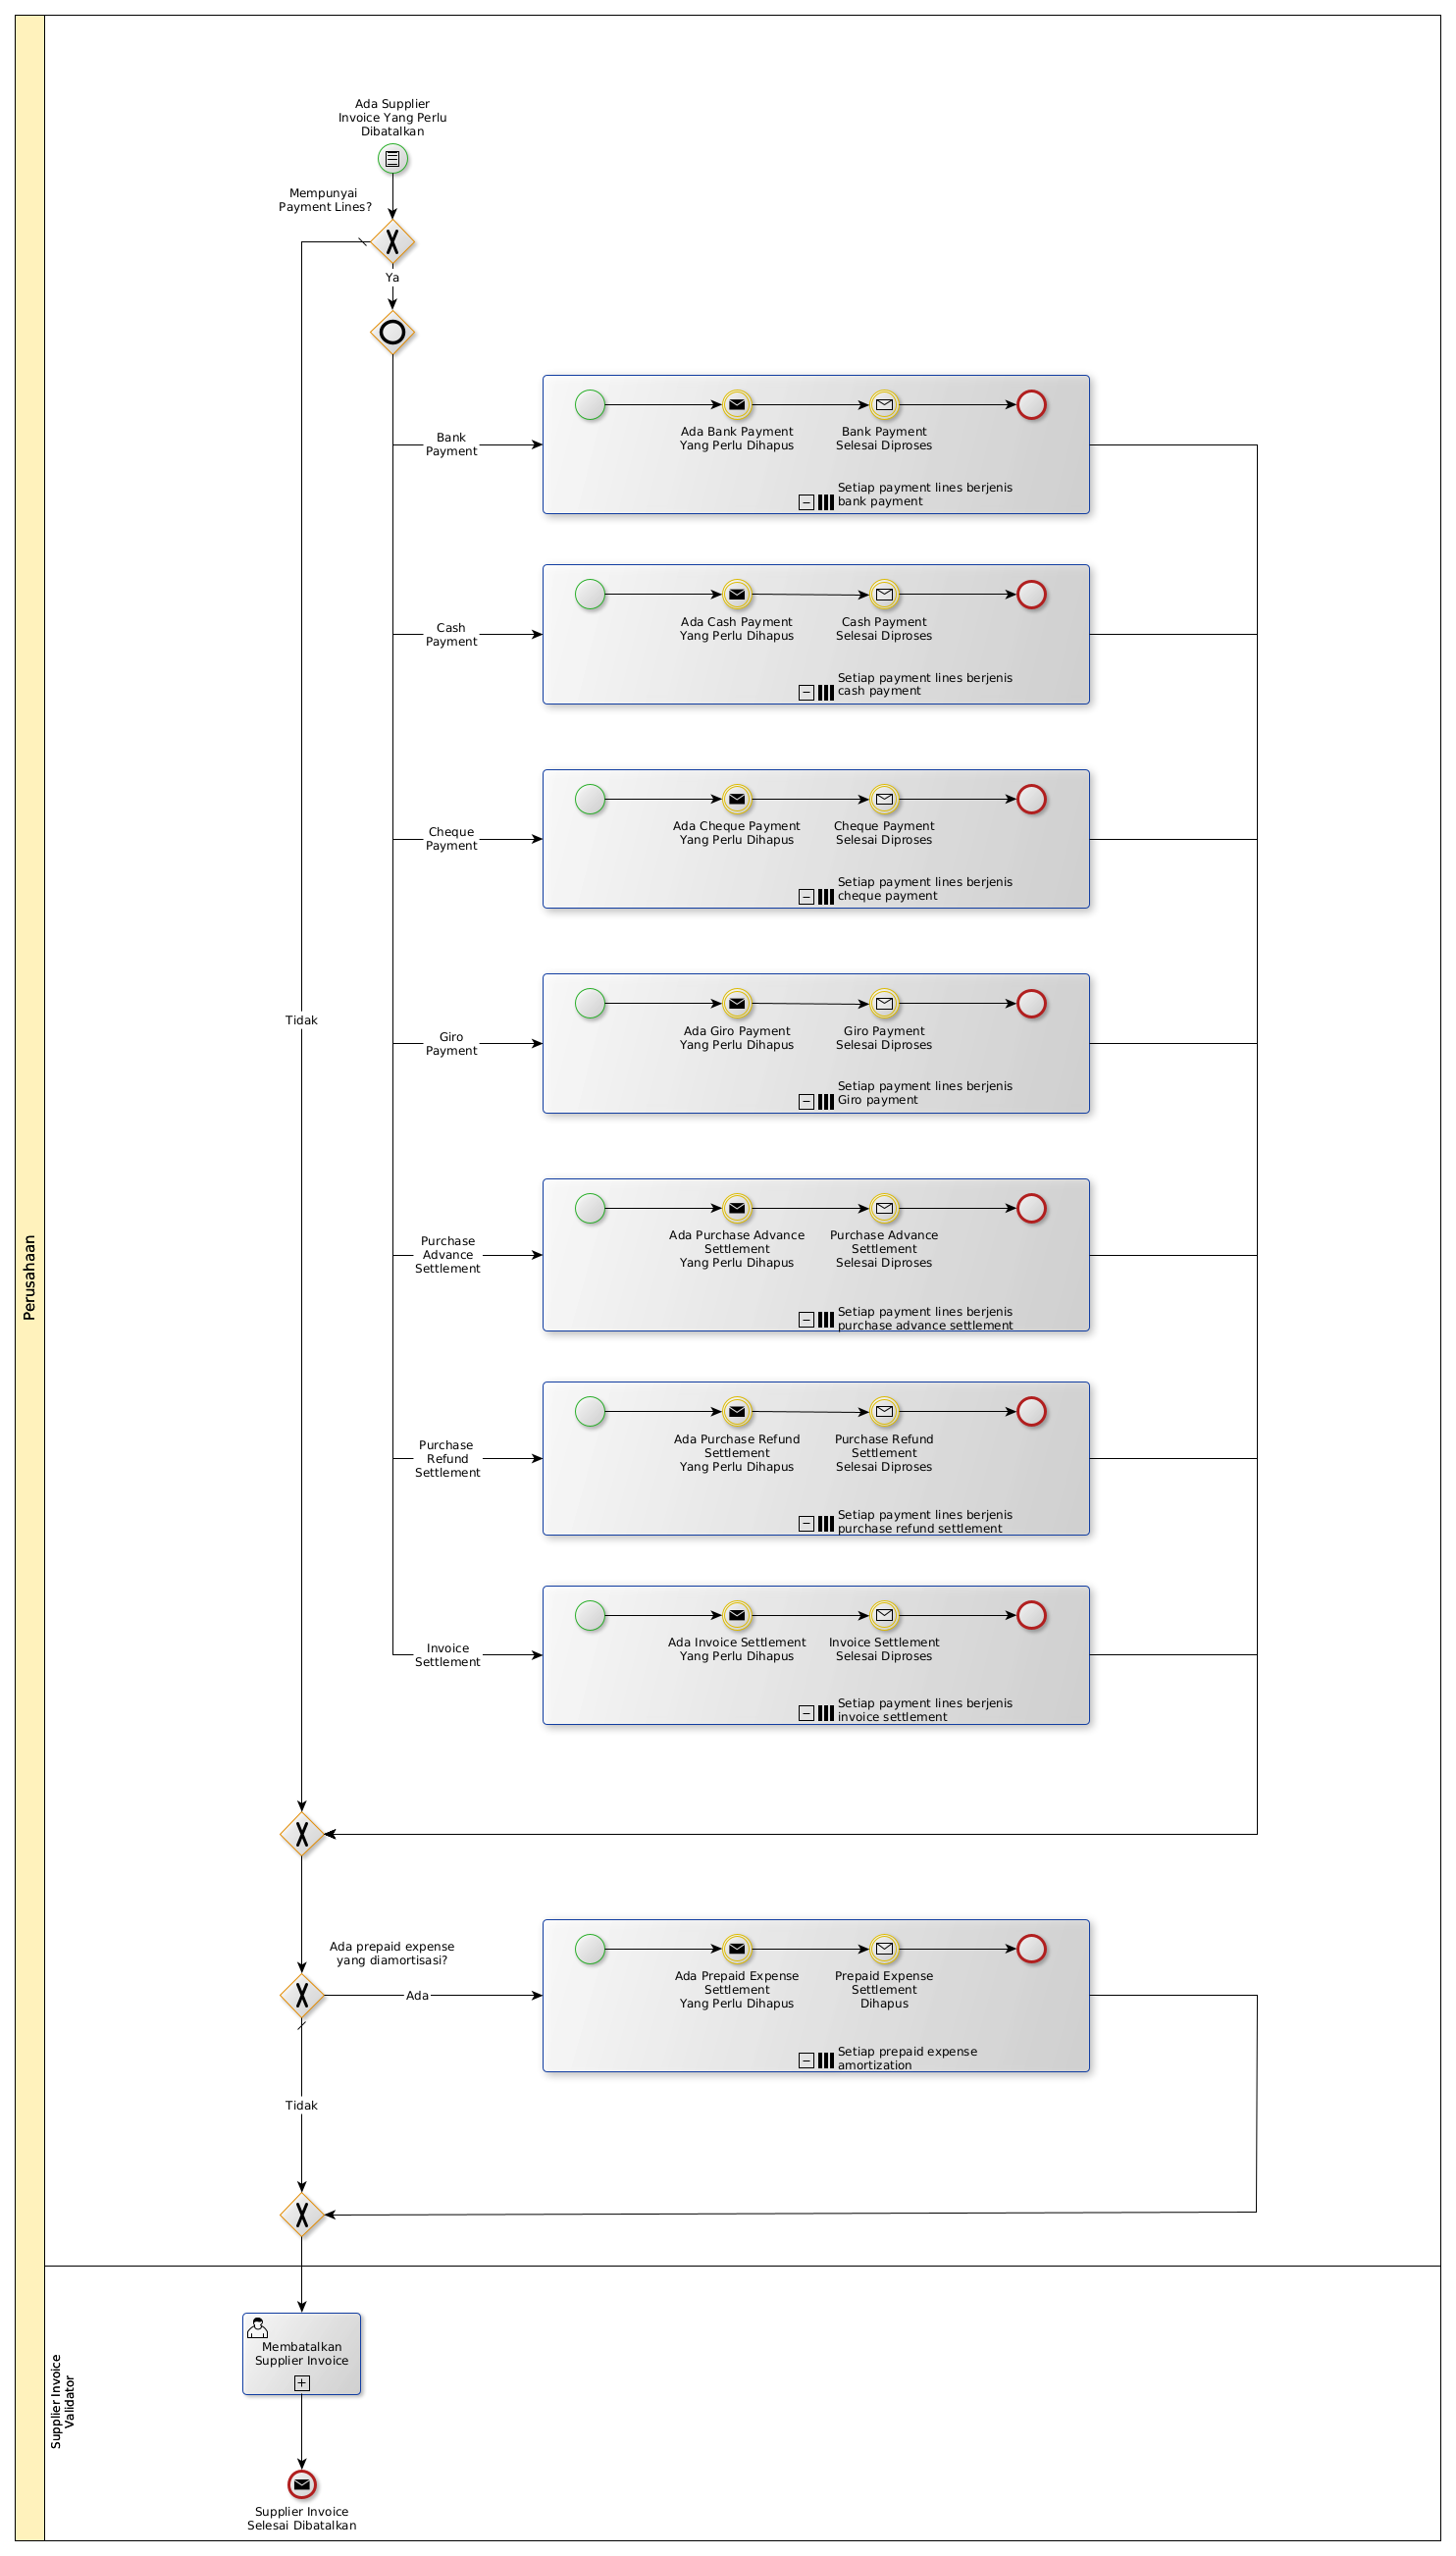 Ada Supplier
Invoice Yang Perlu
Dibatalkan
Mempunyai
Payment Lines?
Ya
Bank
Payment
Ada Bank Payment
Yang Perlu Dihapus
Bank Payment
Selesai Diproses
Setiap payment lines berjenis
bank payment
Cash
Payment
Ada Cash Payment
Yang Perlu Dihapus
Cash Payment
Selesai Diproses
Setiap payment lines berjenis
cash payment
Cheque
Payment
Ada Cheque Payment
Yang Perlu Dihapus
Cheque Payment
Selesai Diproses
Setiap payment lines berjenis
cheque payment
Tidak
Giro
Payment
Ada Giro Payment
Yang Perlu Dihapus
Giro Payment
Selesai Diproses
Setiap payment lines berjenis
Giro payment
Perusahaan
Purchase
Advance
Settlement
Ada Purchase Advance
Settlement
Yang Perlu Dihapus
Purchase Advance
Settlement
Selesai Diproses
Setiap payment lines berjenis
purchase advance settlement
Purchase
Refund
Settlement
Ada Purchase Refund
Settlement
Yang Perlu Dihapus
Purchase Refund
Settlement
Selesai Diproses
Setiap payment lines berjenis
purchase refund settlement
Invoice
Settlement
Ada Invoice Settlement
Yang Perlu Dihapus
Invoice Settlement
Selesai Diproses
Setiap payment lines berjenis
invoice settlement
Ada prepaid expense
yang diamortisasi?
Ada
Ada Prepaid Expense
Settlement
Yang Perlu Dihapus
Prepaid Expense
Settlement
Dihapus
Setiap prepaid expense
amortization
Tidak
Supplier Invoice
Validator
Membatalkan
Supplier Invoice
Supplier Invoice
Selesai Dibatalkan